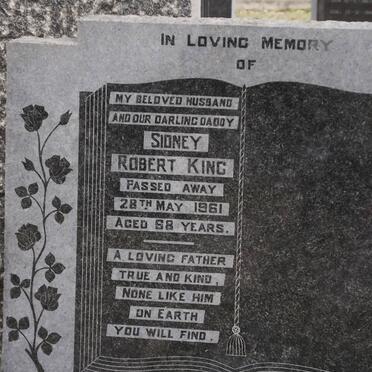 IN LOVING MEMORY
OF
MY BELOVED HUSBAND
AND OUR DARLING DADDY
SIDNEY
ROBERT KING
PASSED AWAY
28TH MAY 1961
AGED 68 YEARS.
A LOVING FATHER
TRUE AND KIND,
NONE LIKE HIM
ON EARTH
YOU WILL FIND.